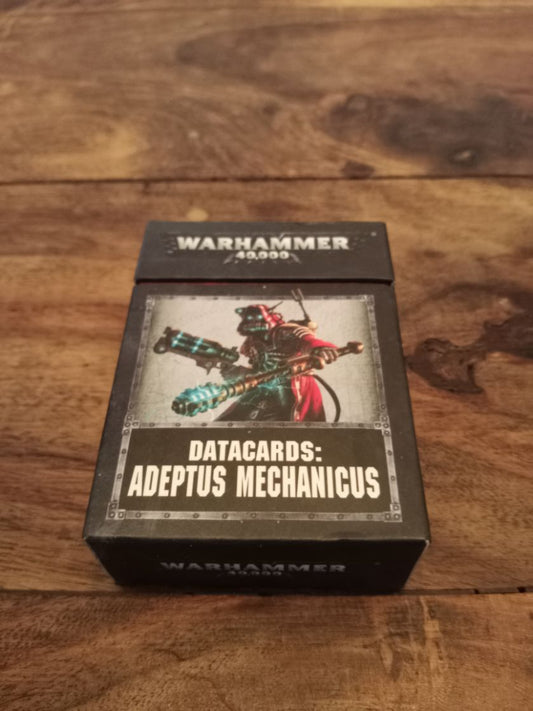 WARHAMMER
40,000
DATACARDS:
ADEPTUS MECHANICUS
WARHAMMER
40,000